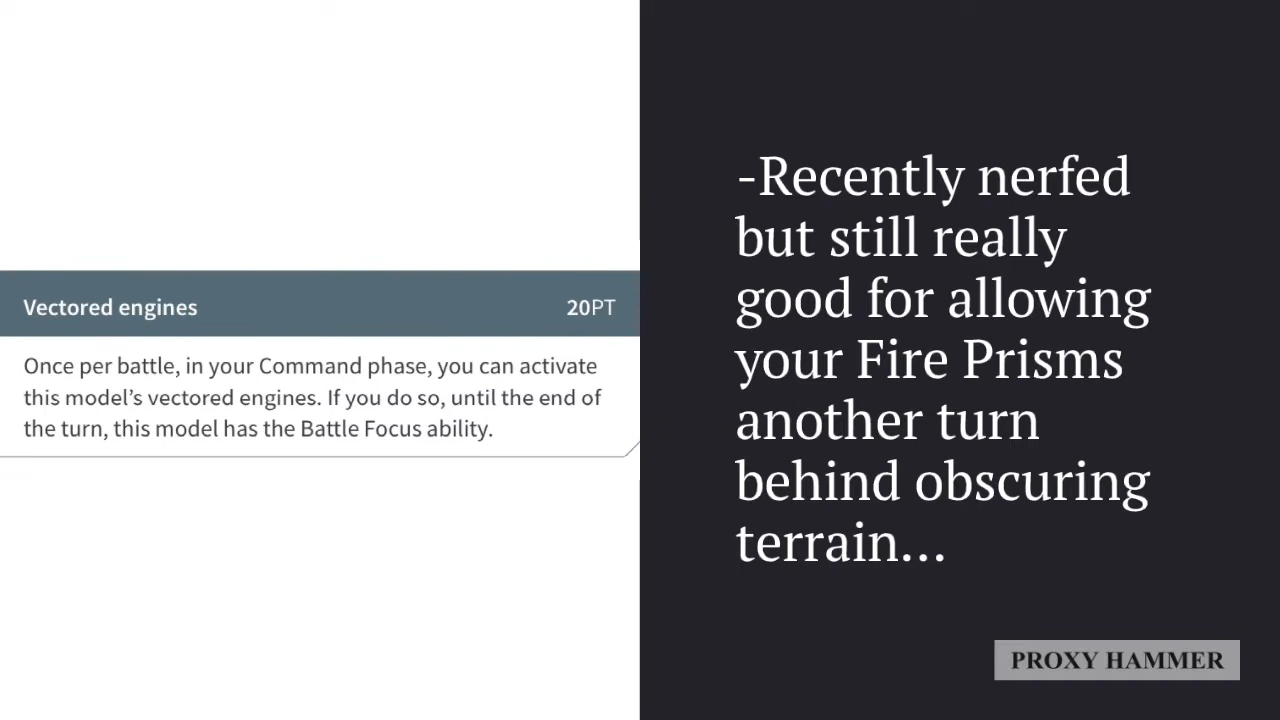 Vectored engines 20PT
Once per battle, in your Command phase, you can activate
this model’s vectored engines. If you do so, until the end of
the turn, this model has the Battle Focus ability.
-Recently nerfed
but still really
good for allowing
your Fire Prisms
another turn
behind obscuring
terrain...
PROXY HAMMER